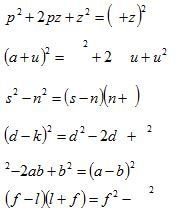 p² + 2pz + z² = (   +z)²
(a+u)² =    ² + 2    u + u²
s² − n² = (s−n)(n+   )
(d−k)² = d² − 2d   +   ²
² − 2ab + b² = (a−b)²
(f−l)(l+f) = f² −    ²